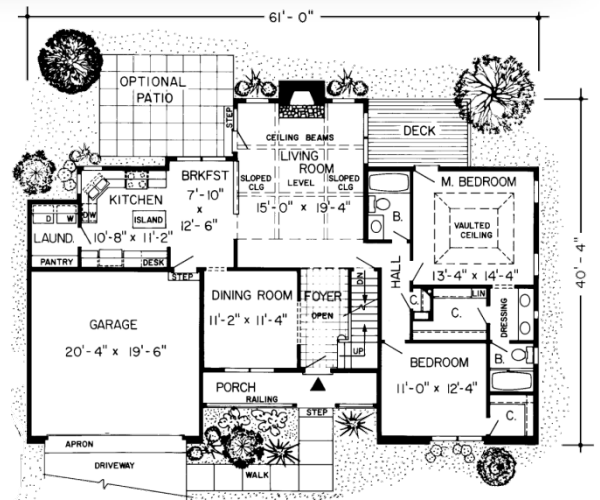 61'-0"
OPTIONAL
PATIO
STEP
DECK
CEILING BEAMS
LIVING
ROOM
SLOPED
CLG
LEVEL
SLOPED
CLG
15'-0" x 19'-4"
BRKFST
7'-10"
x
12'-6"
KITCHEN
ISLAND
10'-8" x 11'-2"
DW
D W
LAUND.
PANTRY
DESK
STEP
B.
M. BEDROOM
VAULTED
CEILING
13'-4" x 14'-4"
40'-4"
HALL
LIN
C.
C.
DRESSING
DN
UP
DINING ROOM
11'-2" x 11'-4"
FOYER
OPEN
GARAGE
20'-4" x 19'-6"
BEDROOM
11'-0" x 12'-4"
B.
C.
PORCH
RAILING
STEP
APRON
DRIVEWAY
WALK